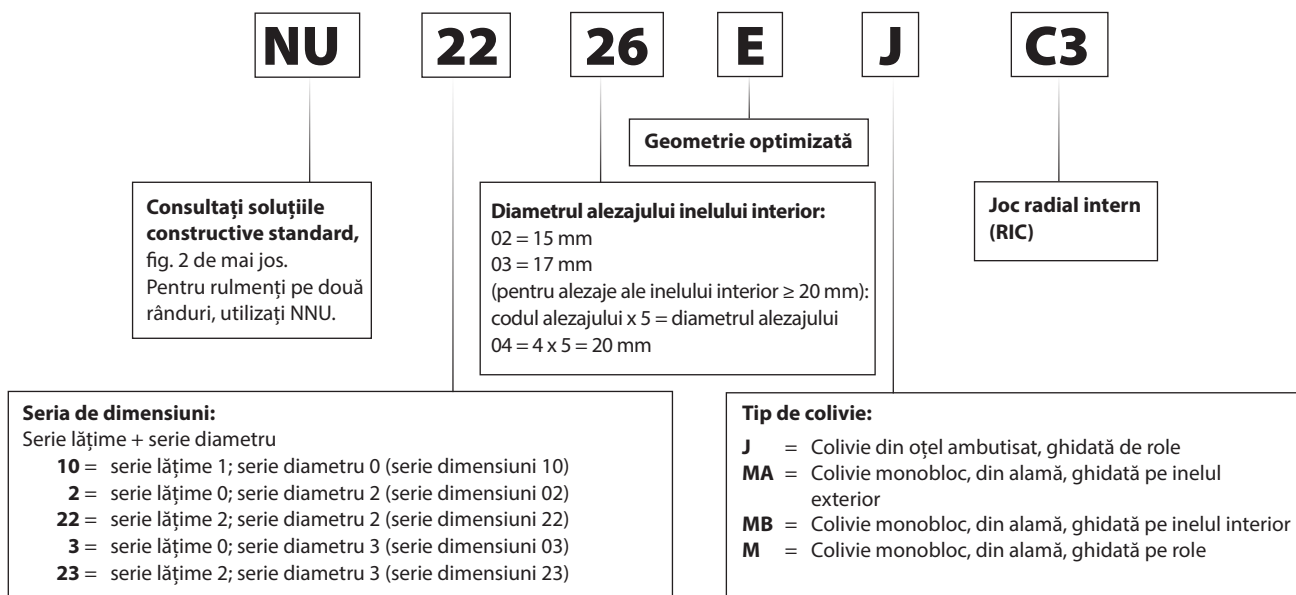 NU 22 26 E J C3
Geometrie optimizată
Consultați soluțiile
constructive standard,
fig. 2 de mai jos.
Pentru rulmenți pe două
rânduri, utilizați NNU.
Diametrul alezajului inelului interior:
02 = 15 mm
03 = 17 mm
(pentru alezaje ale inelului interior ≥ 20 mm):
codul alezajului x 5 = diametrul alezajului
04 = 4 x 5 = 20 mm
Joc radial intern
(RIC)
Seria de dimensiuni:
Serie lățime + serie diametru
10 = serie lățime 1; serie diametru 0 (serie dimensiuni 10)
2 = serie lățime 0; serie diametru 2 (serie dimensiuni 02)
22 = serie lățime 2; serie diametru 2 (serie dimensiuni 22)
3 = serie lățime 0; serie diametru 3 (serie dimensiuni 03)
23 = serie lățime 2; serie diametru 3 (serie dimensiuni 23)
Tip de colivie:
J = Colivie din oțel ambutisat, ghidată de role
MA = Colivie monobloc, din alamă, ghidată pe inelul
exterior
MB = Colivie monobloc, din alamă, ghidată pe inelul interior
M = Colivie monobloc, din alamă, ghidată pe role